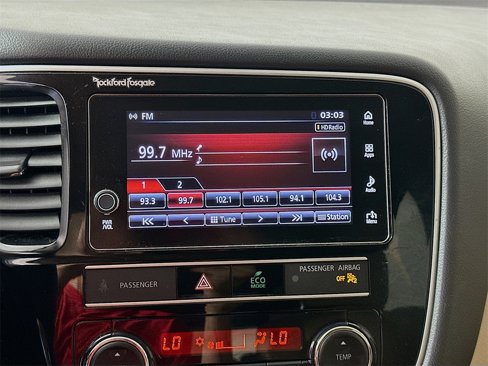 Rockford Fosgate
FM 03:03
HD Radio
Home
99.7 MHz
Apps
1 2
Audio
93.3 99.7 102.1 105.1 94.1 104.3
PWR /VOL
Tune Station
Menu
PASSENGER
ECO MODE
PASSENGER AIRBAG
OFF
LO LO
TEMP